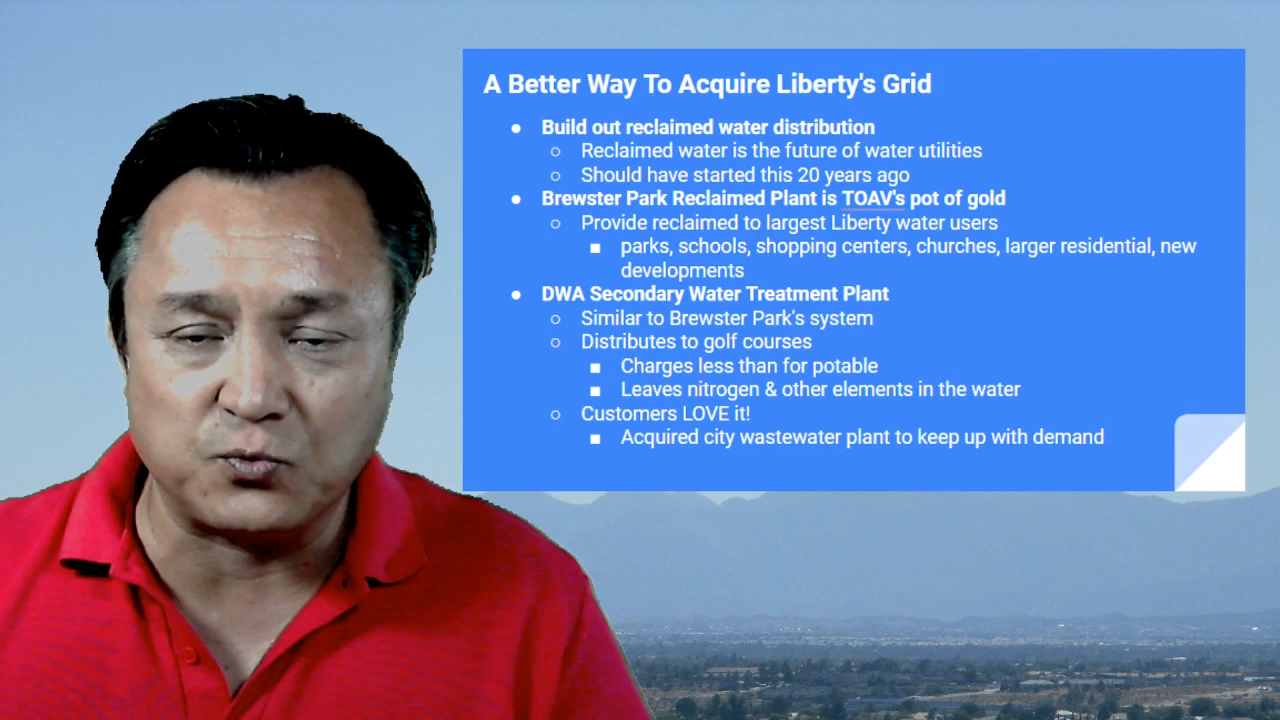 A Better Way To Acquire Liberty's Grid
● Build out reclaimed water distribution
○ Reclaimed water is the future of water utilities
○ Should have started this 20 years ago
● Brewster Park Reclaimed Plant is TOAV's pot of gold
○ Provide reclaimed to largest Liberty water users
■ parks, schools, shopping centers, churches, larger residential, new
developments
● DWA Secondary Water Treatment Plant
○ Similar to Brewster Park's system
○ Distributes to golf courses
■ Charges less than for potable
■ Leaves nitrogen & other elements in the water
○ Customers LOVE it!
■ Acquired city wastewater plant to keep up with demand